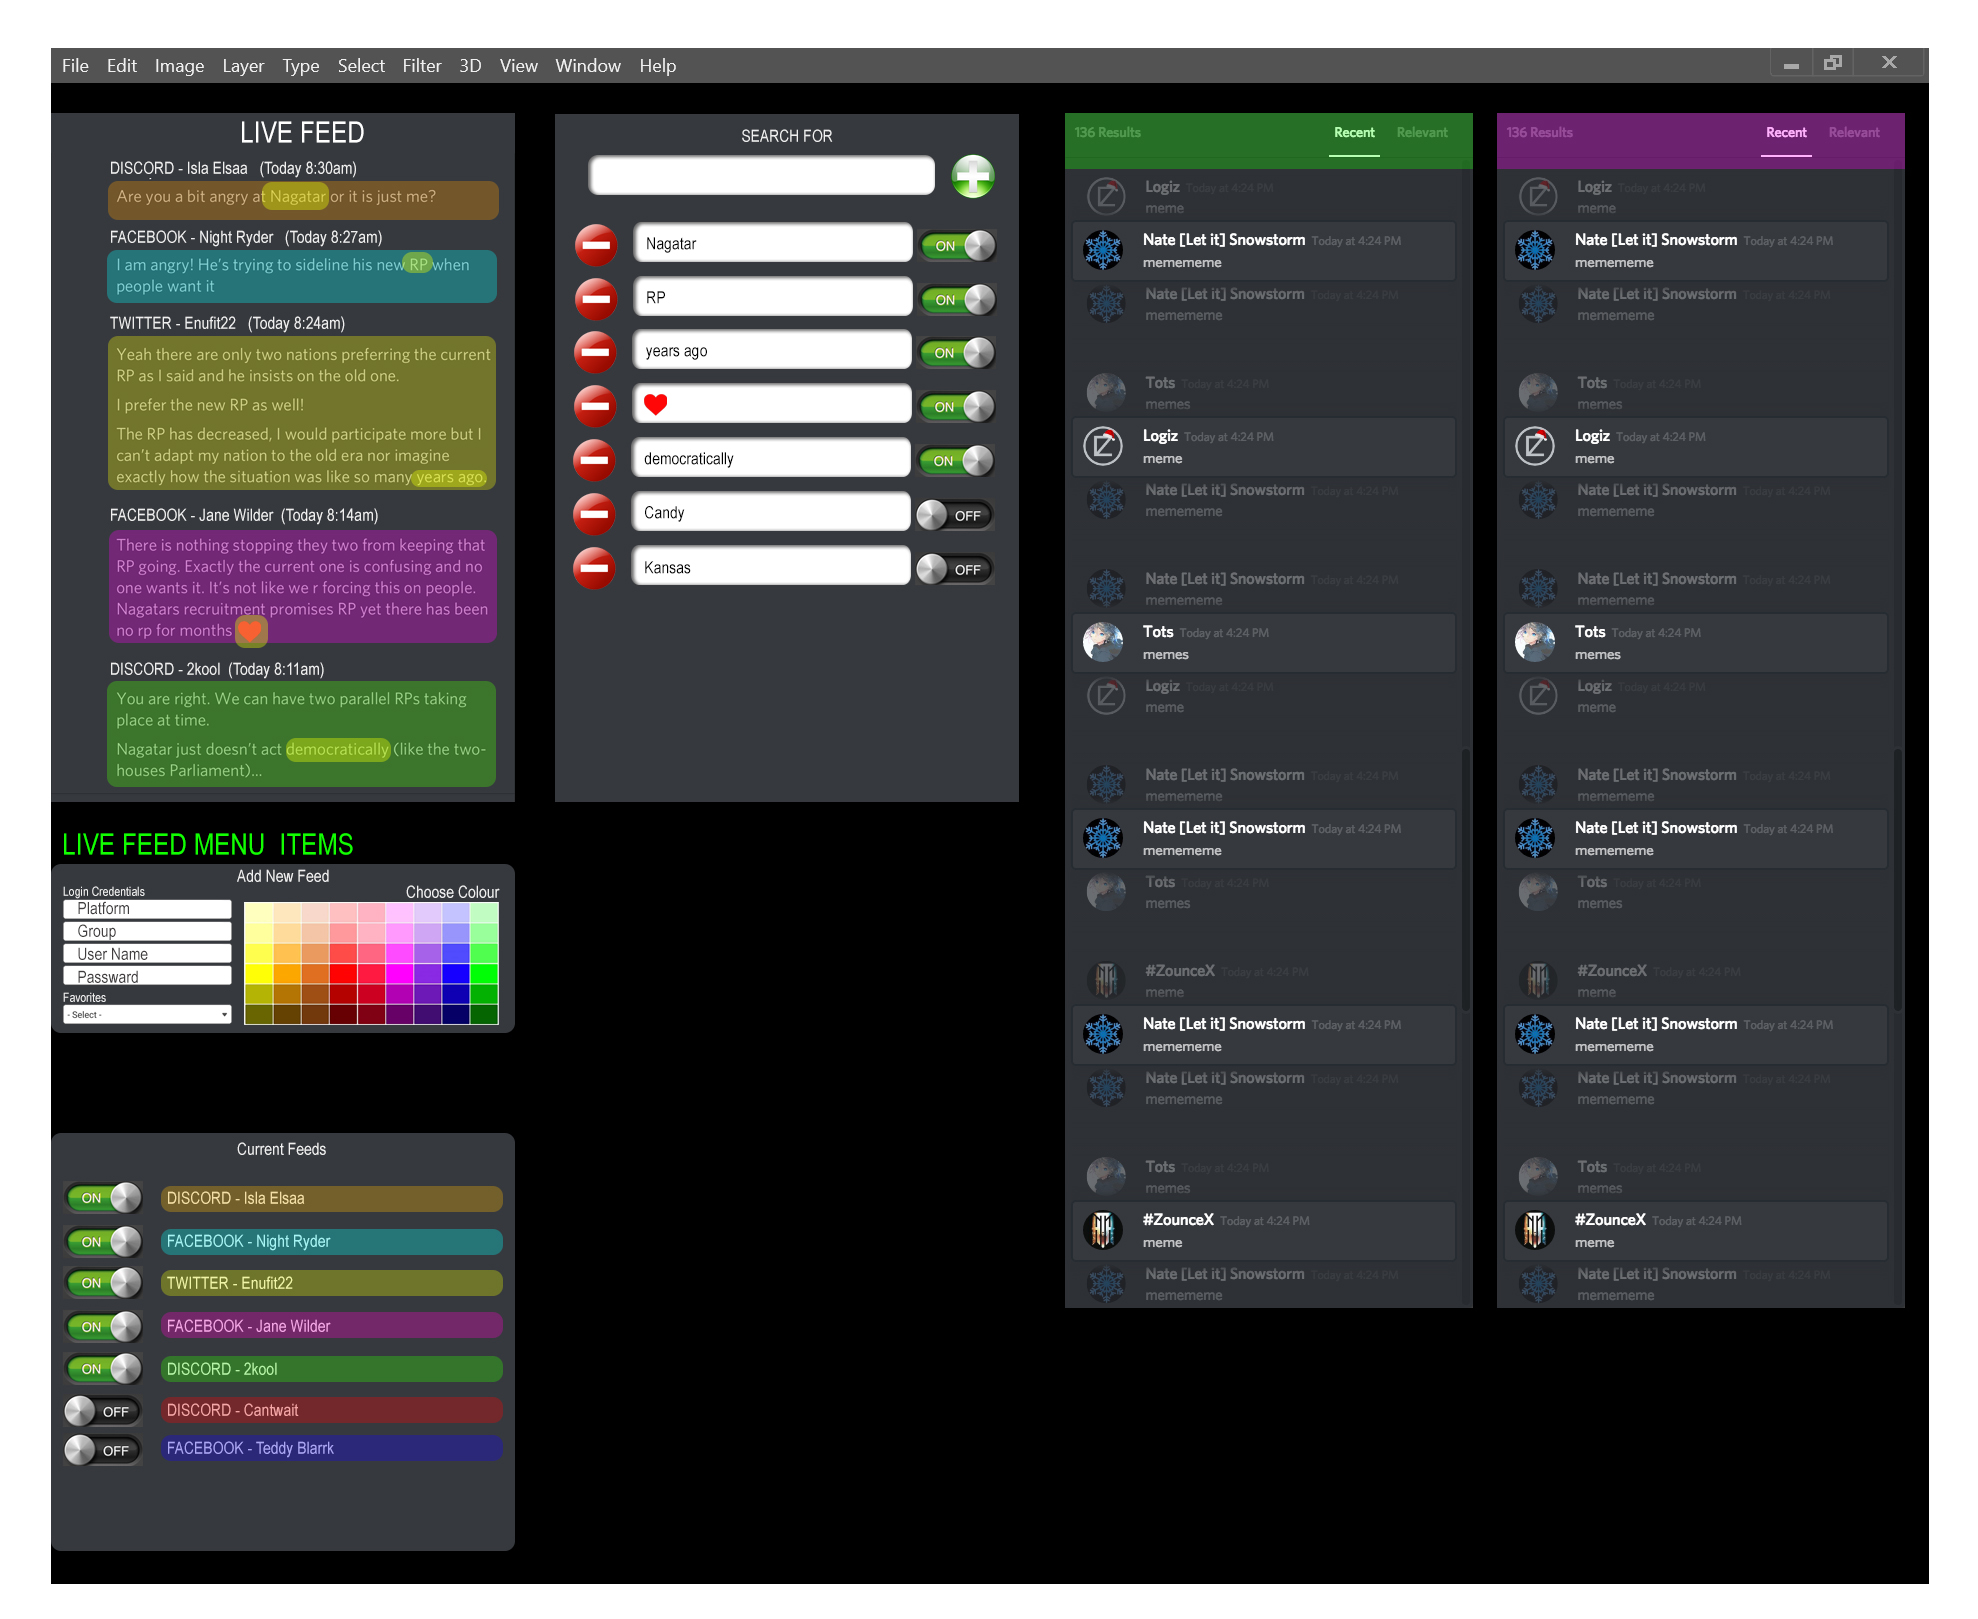 File Edit Image Layer Type Select Filter 3D View Window Help
LIVE FEED
DISCORD - Isla Elsaa (Today 8:30am)
Are you a bit angry at Nagatar or it is just me?
FACEBOOK - Night Ryder (Today 8:27am)
I am angry! He's trying to sideline his new RP when
people want it
TWITTER - Enufit22 (Today 8:24am)
Yeah there are only two nations preferring the current
RP as I said and he insists on the old one.
I prefer the new RP as well!
The RP has decreased, I would participate more but I
can't adapt my nation to the old era nor imagine
exactly how the situation was like so many years ago.
FACEBOOK - Jane Wilder (Today 8:14am)
There is nothing stopping they two from keeping that
RP going. Exactly the current one is confusing and no
one wants it. It's not like we r forcing this on people.
Nagatars recruitment promises RP yet there has been
no rp for months
DISCORD - 2kool (Today 8:11am)
You are right. We can have two parallel RPs taking
place at time.
Nagatar just doesn't act democratically (like the two-
houses Parliament)...
LIVE FEED MENU ITEMS
Add New Feed
Login Credentials
Choose Colour
Platform
Group
User Name
Passward
Favorites
- Select -
Current Feeds
ON DISCORD - Isla Elsaa
ON FACEBOOK - Night Ryder
ON TWITTER - Enufit22
ON FACEBOOK - Jane Wilder
ON DISCORD - 2kool
OFF DISCORD - Cantwait
OFF FACEBOOK - Teddy Blarrk
SEARCH FOR
Nagatar ON
RP ON
years ago ON
ON
democratically ON
Candy OFF
Kansas OFF
136 Results Recent Relevant
Logiz Today at 4:24 PM
meme
Nate [Let it] Snowstorm Today at 4:24 PM
memememe
Nate [Let it] Snowstorm Today at 4:24 PM
memememe
Tots Today at 4:24 PM
memes
Logiz Today at 4:24 PM
meme
Nate [Let it] Snowstorm Today at 4:24 PM
memememe
Nate [Let it] Snowstorm Today at 4:24 PM
memememe
Tots Today at 4:24 PM
memes
Logiz Today at 4:24 PM
meme
Nate [Let it] Snowstorm Today at 4:24 PM
memememe
Nate [Let it] Snowstorm Today at 4:24 PM
memememe
Tots Today at 4:24 PM
memes
#ZounceX Today at 4:24 PM
meme
Nate [Let it] Snowstorm Today at 4:24 PM
memememe
Nate [Let it] Snowstorm Today at 4:24 PM
memememe
Tots Today at 4:24 PM
memes
#ZounceX Today at 4:24 PM
meme
Nate [Let it] Snowstorm Today at 4:24 PM
memememe
136 Results Recent Relevant
Logiz Today at 4:24 PM
meme
Nate [Let it] Snowstorm Today at 4:24 PM
memememe
Nate [Let it] Snowstorm Today at 4:24 PM
memememe
Tots Today at 4:24 PM
memes
Logiz Today at 4:24 PM
meme
Nate [Let it] Snowstorm Today at 4:24 PM
memememe
Nate [Let it] Snowstorm Today at 4:24 PM
memememe
Tots Today at 4:24 PM
memes
Logiz Today at 4:24 PM
meme
Nate [Let it] Snowstorm Today at 4:24 PM
memememe
Nate [Let it] Snowstorm Today at 4:24 PM
memememe
Tots Today at 4:24 PM
memes
#ZounceX Today at 4:24 PM
meme
Nate [Let it] Snowstorm Today at 4:24 PM
memememe
Nate [Let it] Snowstorm Today at 4:24 PM
memememe
Tots Today at 4:24 PM
memes
#ZounceX Today at 4:24 PM
meme
Nate [Let it] Snowstorm Today at 4:24 PM
memememe